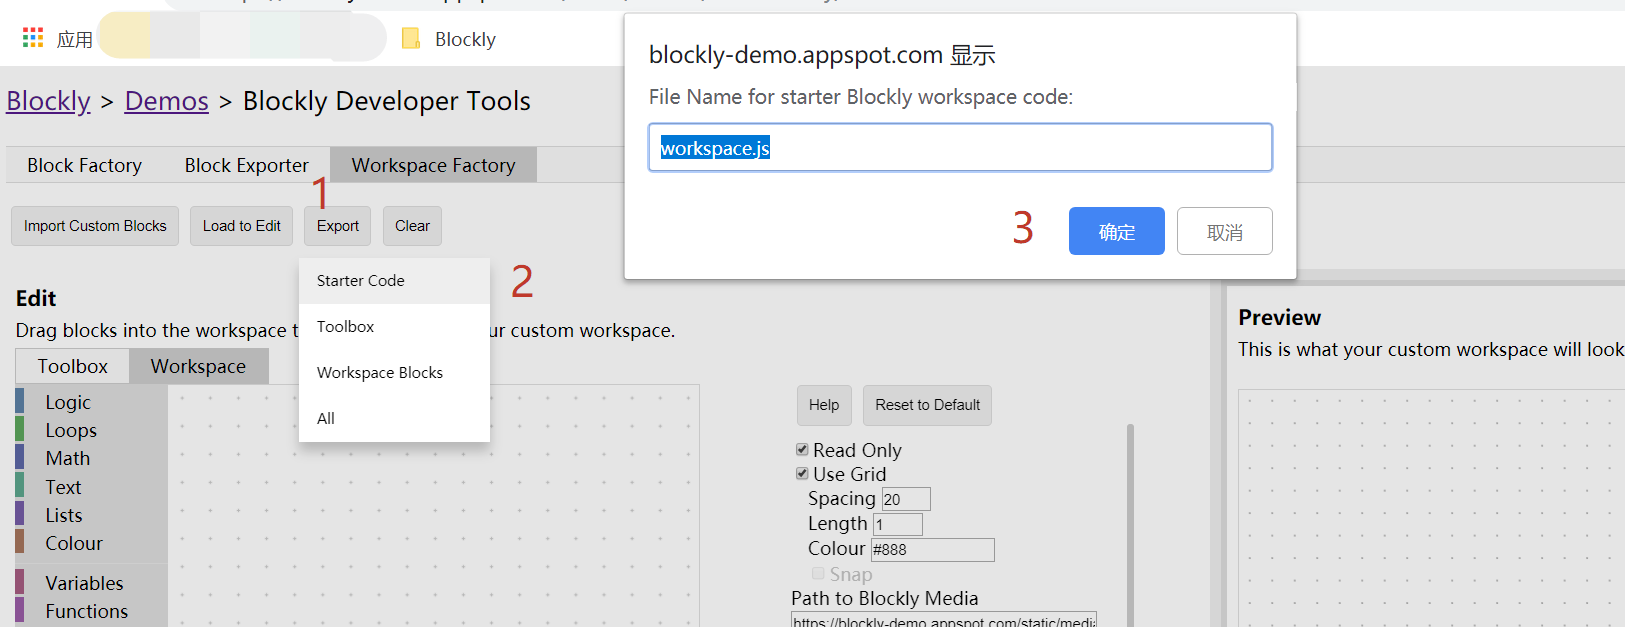 应用
Blockly
Blockly > Demos > Blockly Developer Tools
Block Factory
Block Exporter
Workspace Factory
1
Import Custom Blocks
Load to Edit
Export
Clear
Starter Code
Toolbox
Workspace Blocks
All
2
blockly-demo.appspot.com 显示
File Name for starter Blockly workspace code:
workspace.js
3
确定
取消
Edit
Drag blocks into the workspace t
ur custom workspace.
Toolbox
Workspace
Logic
Loops
Math
Text
Lists
Colour
Variables
Functions
Help
Reset to Default
Read Only
Use Grid
Spacing 20
Length 1
Colour #888
Snap
Path to Blockly Media
https://blockly-demo.appspot.com/static/media
Preview
This is what your custom workspace will look